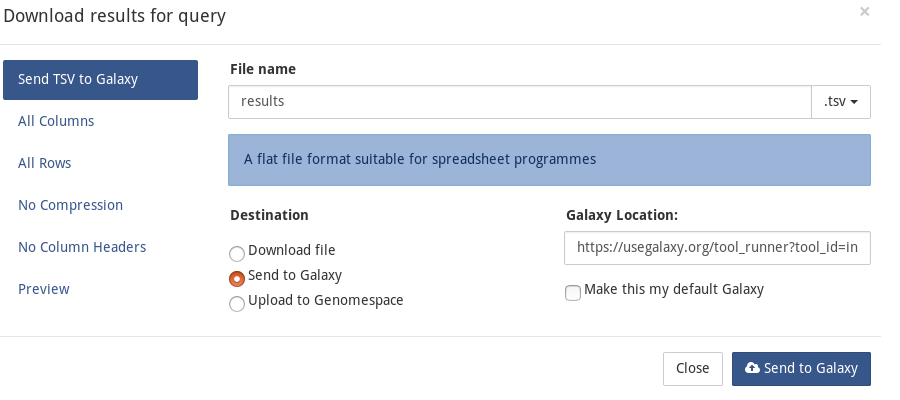 Download results for query
×
Send TSV to Galaxy
All Columns
All Rows
No Compression
No Column Headers
Preview
File name
results
.tsv
A flat file format suitable for spreadsheet programmes
Destination
Download file
Send to Galaxy
Upload to Genomespace
Galaxy Location:
https://usegalaxy.org/tool_runner?tool_id=in
Make this my default Galaxy
Close
Send to Galaxy